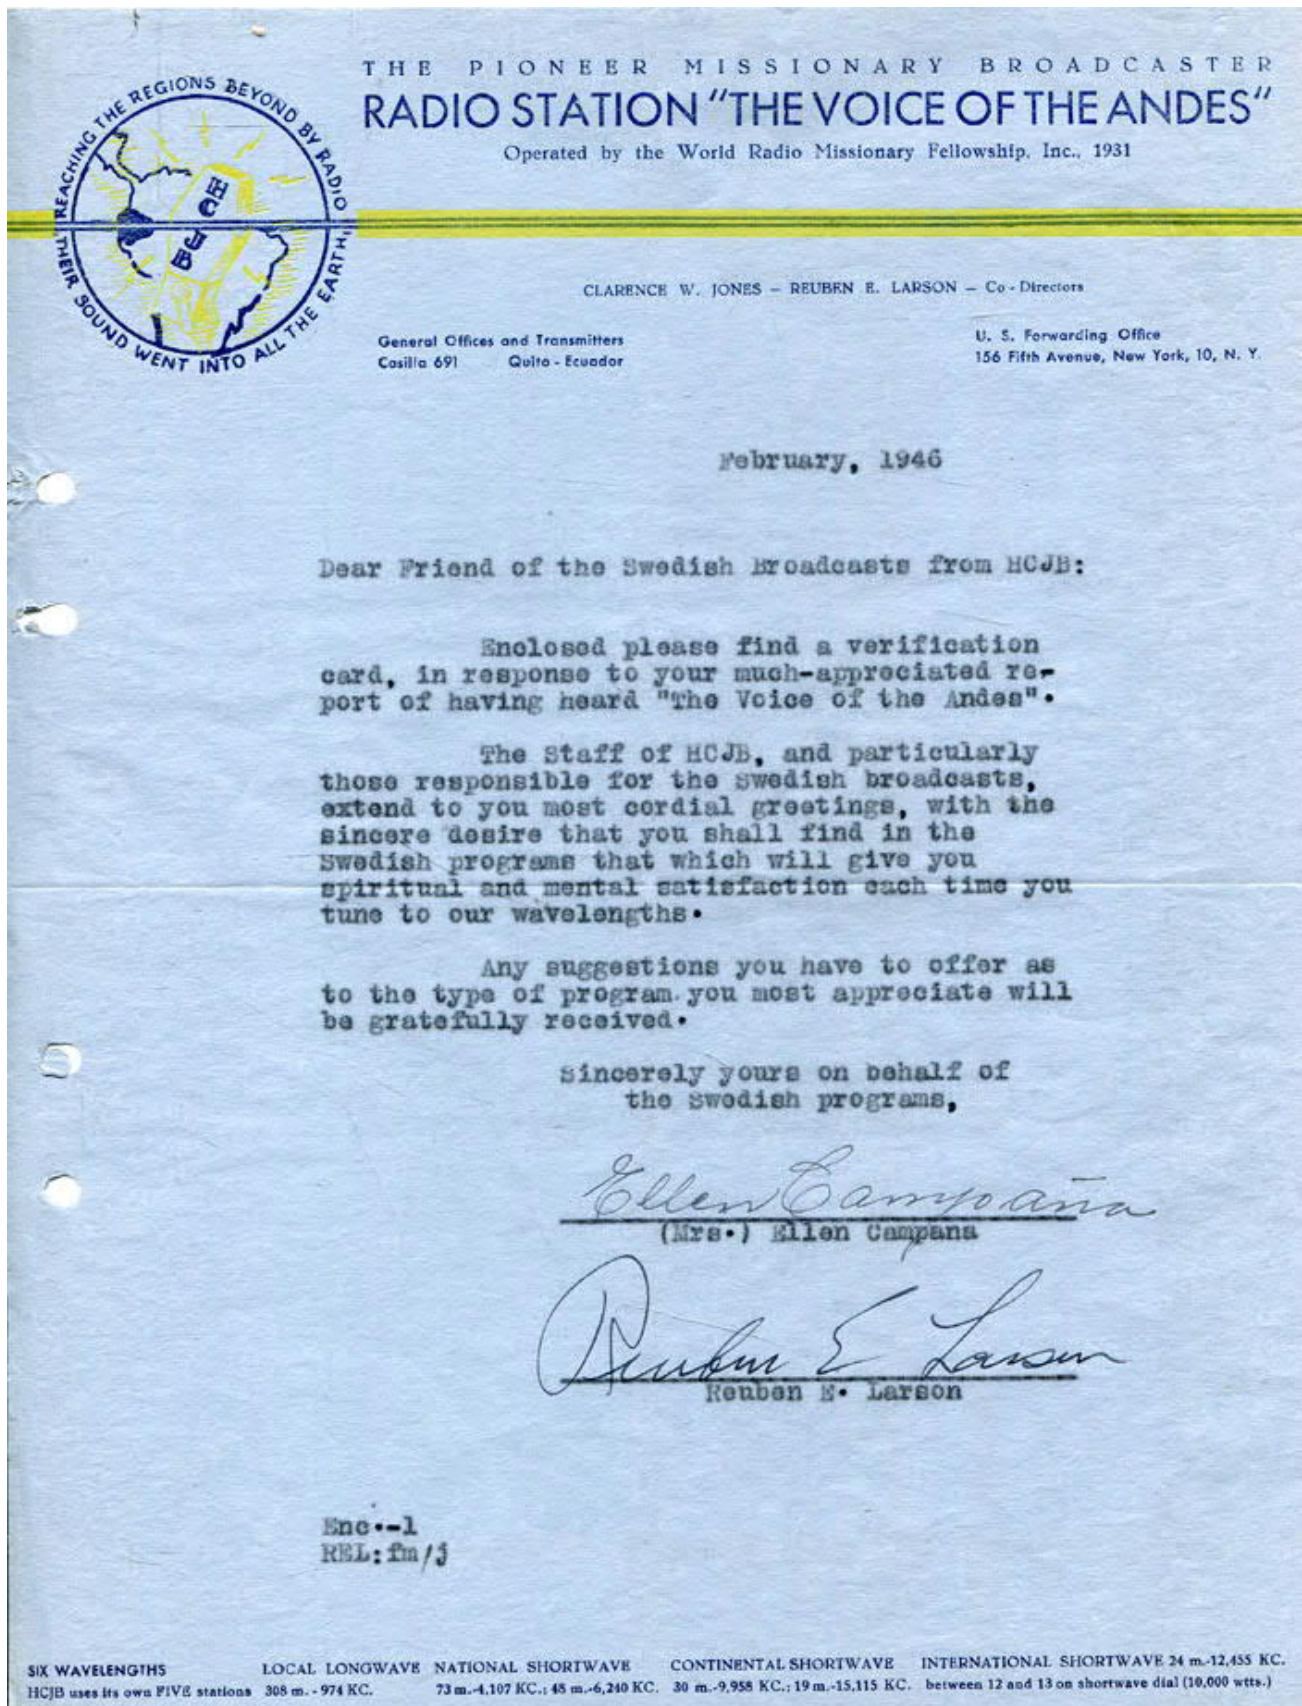 THE PIONEER MISSIONARY BROADCASTER
RADIO STATION "THE VOICE OF THE ANDES"
Operated by the World Radio Missionary Fellowship, Inc., 1931
REACHING THE REGIONS BEYOND BY RADIO
THEIR SOUND WENT INTO ALL THE EARTH,
HCJB
CLARENCE W. JONES – REUBEN E. LARSON – Co-Directors
General Offices and Transmitters
Casilla 691 Quito - Ecuador
U. S. Forwarding Office
156 Fifth Avenue, New York, 10, N. Y.
February, 1946
Dear Friend of the Swedish Broadcasts from HCJB:
Enclosed please find a verification
card, in response to your much-appreciated re-
port of having heard "The Voice of the Andes".
The Staff of HCJB, and particularly
those responsible for the Swedish broadcasts,
extend to you most cordial greetings, with the
sincere desire that you shall find in the
Swedish programs that which will give you
spiritual and mental satisfaction each time you
tune to our wavelengths.
Any suggestions you have to offer as
to the type of program you most appreciate will
be gratefully received.
Sincerely yours on behalf of
the Swedish programs,
Ellen Campaña
(Mrs.) Ellen Campana
Reuben E Larson
Reuben E. Larson
Enc.-1
REL:fm/j
SIX WAVELENGTHS LOCAL LONGWAVE NATIONAL SHORTWAVE CONTINENTAL SHORTWAVE INTERNATIONAL SHORTWAVE 24 m.-12,455 KC.
HCJB uses its own FIVE stations 308 m. - 974 KC. 73 m.-4,107 KC.; 48 m.-6,240 KC. 30 m.-9,958 KC.; 19 m.-15,115 KC. between 12 and 13 on shortwave dial (10,000 wtts.)